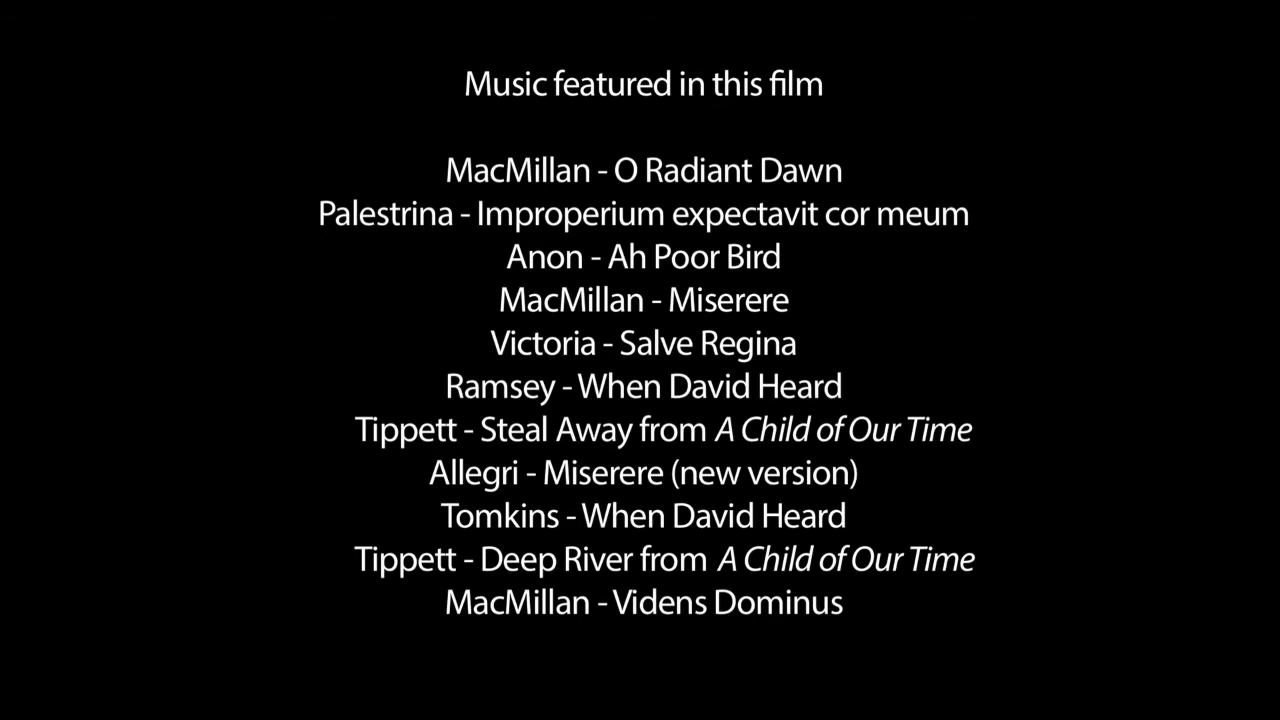 Music featured in this film
MacMillan - O Radiant Dawn
Palestrina - Improperium expectavit cor meum
Anon - Ah Poor Bird
MacMillan - Miserere
Victoria - Salve Regina
Ramsey - When David Heard
Tippett - Steal Away from A Child of Our Time
Allegri - Miserere (new version)
Tomkins - When David Heard
Tippett - Deep River from A Child of Our Time
MacMillan - Videns Dominus